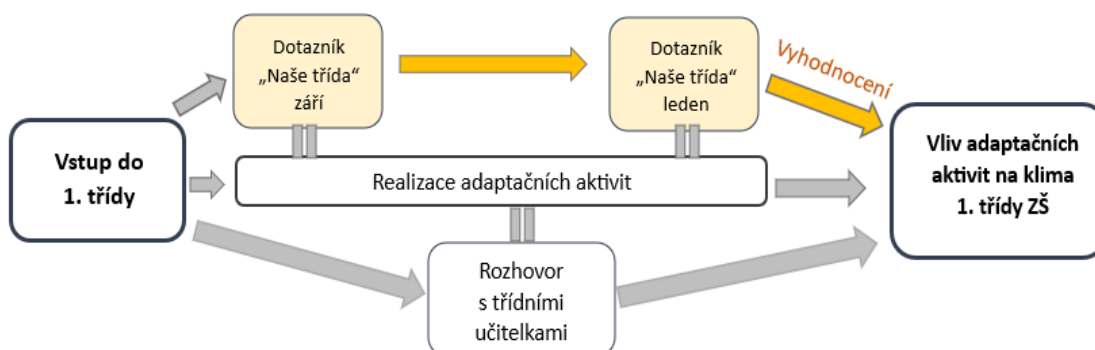 Dotazník
„Naše třída“
září
Dotazník
„Naše třída“
leden
Vyhodnocení
Vstup do
1. třídy
Realizace adaptačních aktivit
Vliv adaptačních
aktivit na klima
1. třídy ZŠ
Rozhovor
s třídními
učitelkami